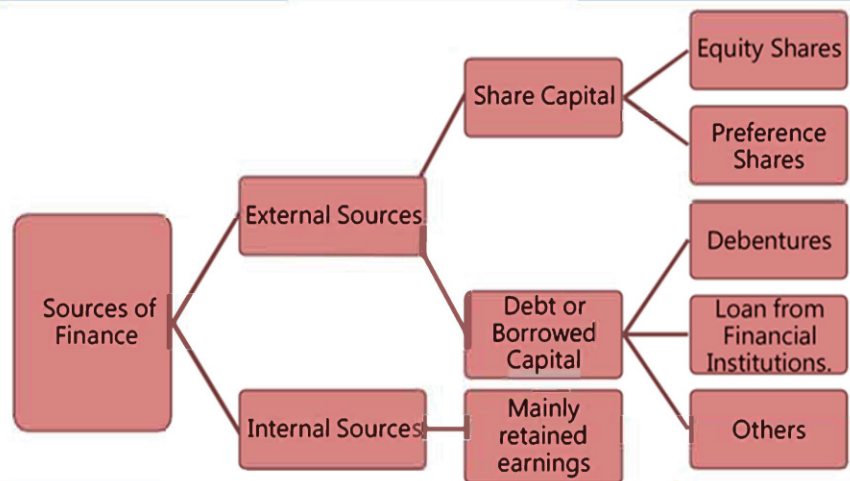 Sources of
Finance
External Sources
Internal Sources
Share Capital
Debt or
Borrowed
Capital
Mainly
retained
earnings
Equity Shares
Preference
Shares
Debentures
Loan from
Financial
Institutions.
Others